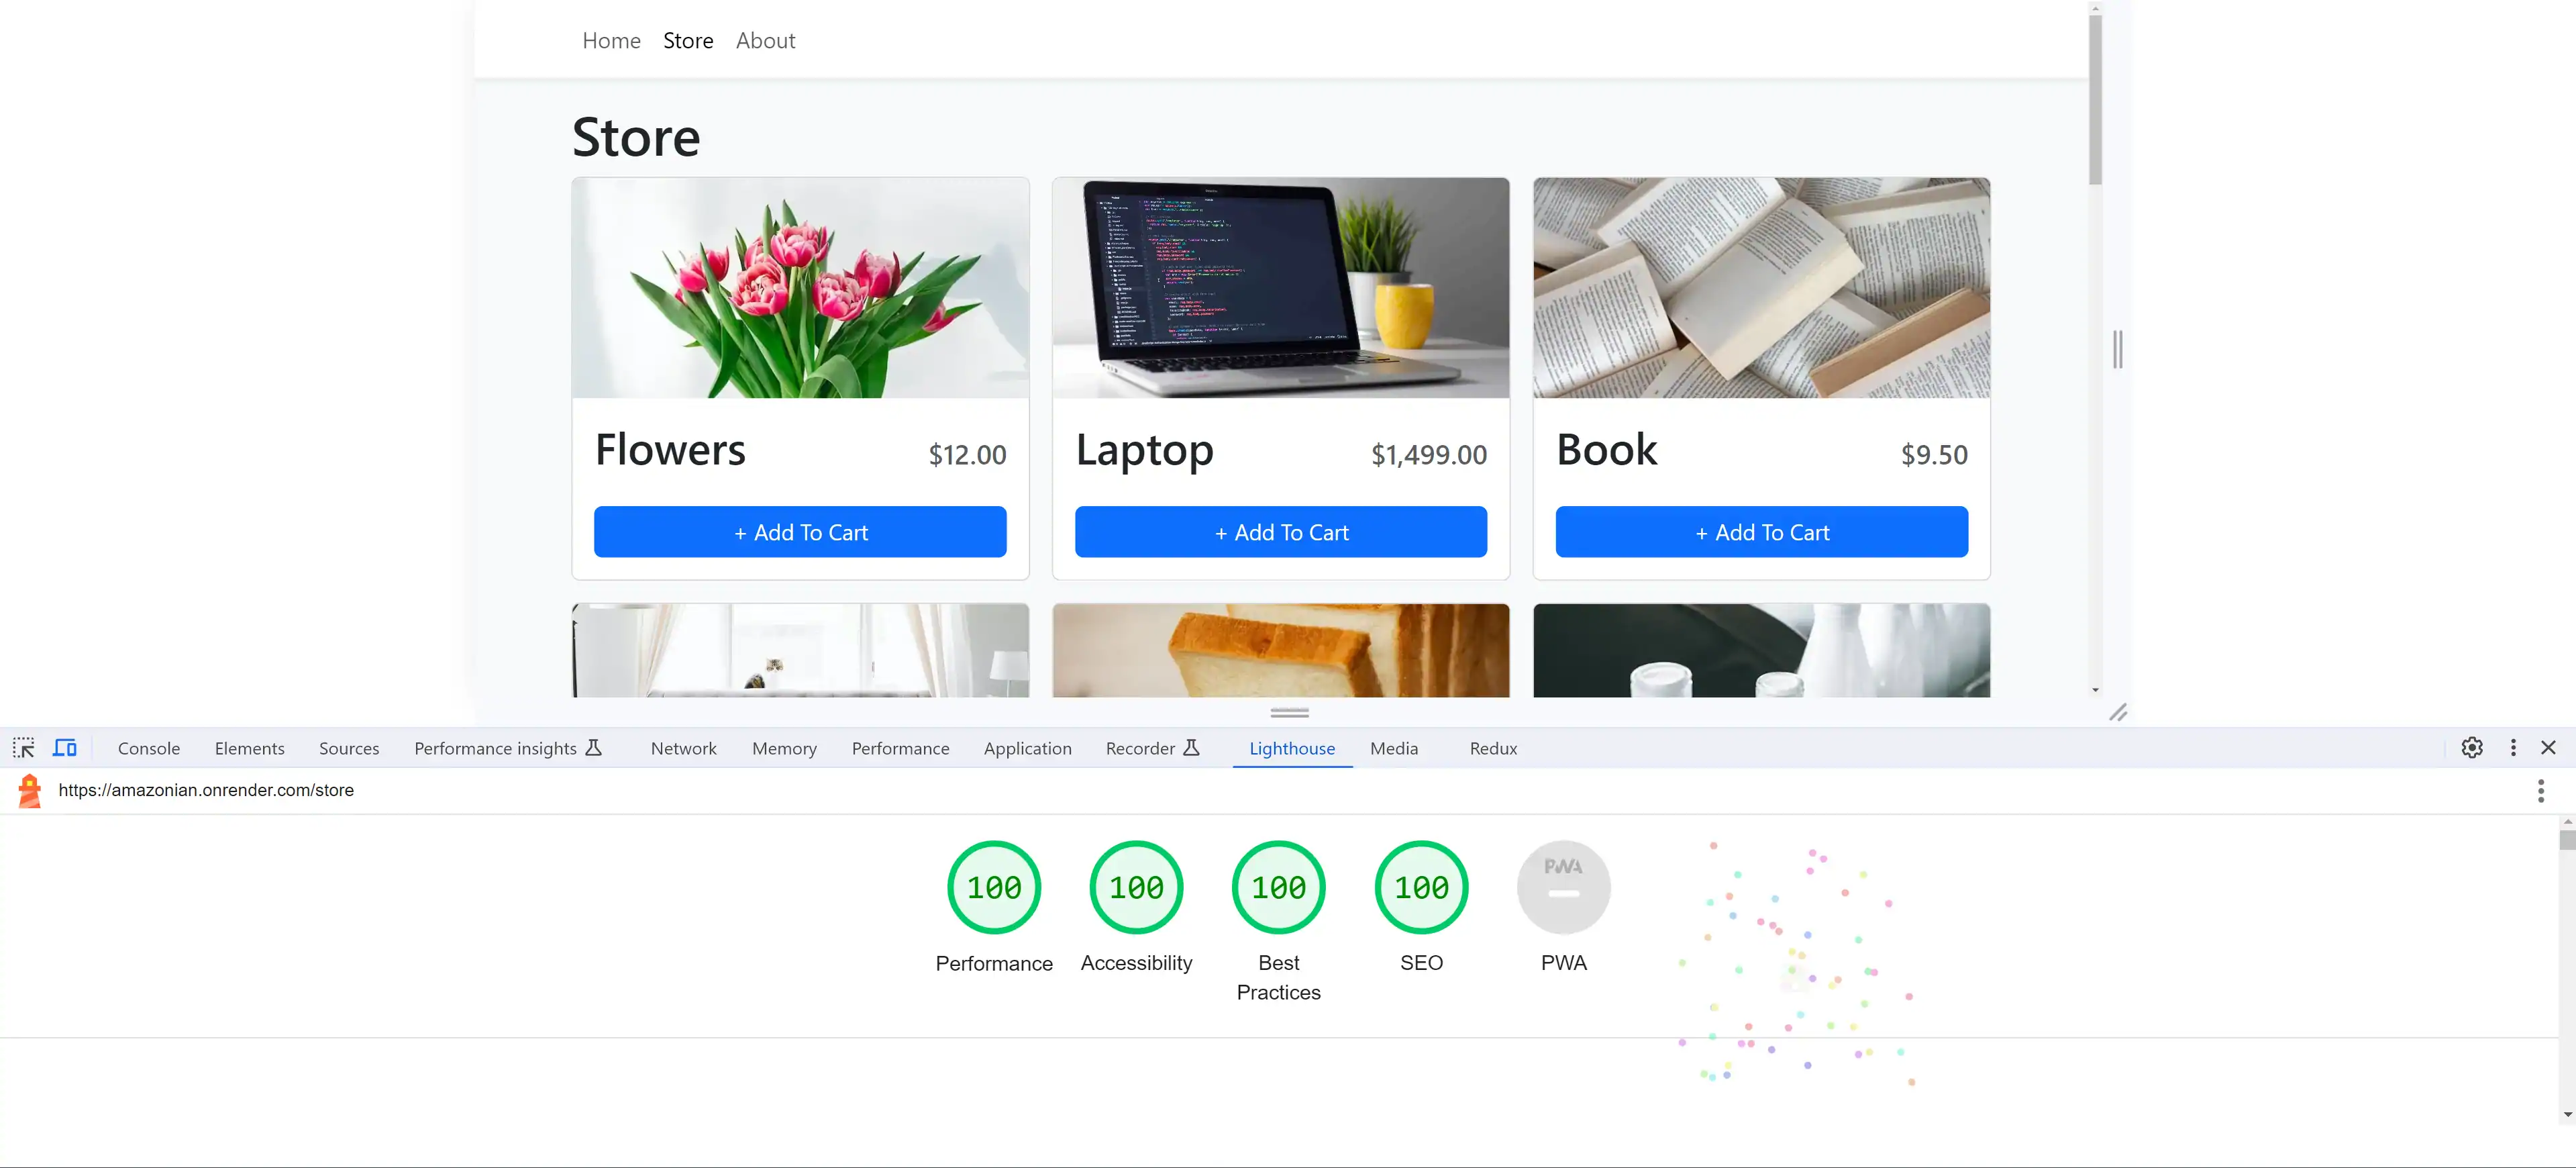 Home Store About
Store
Flowers $12.00
+ Add To Cart
Laptop $1,499.00
+ Add To Cart
Book $9.50
+ Add To Cart
Console Elements Sources Performance insights Network Memory Performance Application Recorder Lighthouse Media Redux
https://amazonian.onrender.com/store
100 100 100 100 PWA
Performance Accessibility Best SEO PWA
Practices